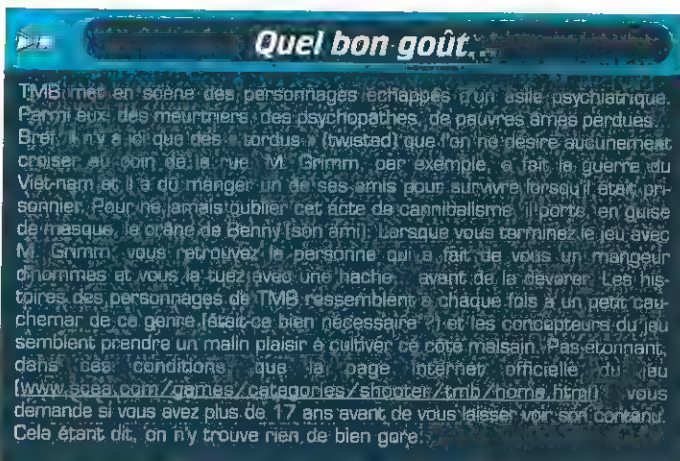 Quel bon goût...
TMB met en scène des personnages échappés d'un asile psychiatrique.
Parmi eux, des meurtriers, des psychopathes, de pauvres âmes perdues...
Bref, il n'y a ici que des « tordus » (twisted) que l'on ne désire aucunement
croiser au coin de la rue. M. Grimm, par exemple, a fait la guerre du
Viêt-nam et il a dû manger un de ses amis pour survivre lorsqu'il était pri-
sonnier. Pour ne jamais oublier cet acte de cannibalisme, il porte, en guise
de masque, le crâne de Benny (son ami). Lorsque vous terminez le jeu avec
M. Grimm, vous retrouvez la personne qui a fait de vous un mangeur
d'hommes et vous la tuez avec une hache... avant de la dévorer. Les his-
toires des personnages de TMB ressemblent à chaque fois à un petit cau-
chemar de ce genre (était-ce bien nécessaire ?) et les concepteurs du jeu
semblent prendre un malin plaisir à cultiver ce côté malsain. Pas étonnant,
dans ces conditions, que la page Internet officielle du jeu
(www.scea.com/games/categories/shooter/tmb/home.html) vous
demande si vous avez plus de 17 ans avant de vous laisser voir son contenu.
Cela étant dit, on n'y trouve rien de bien gore.